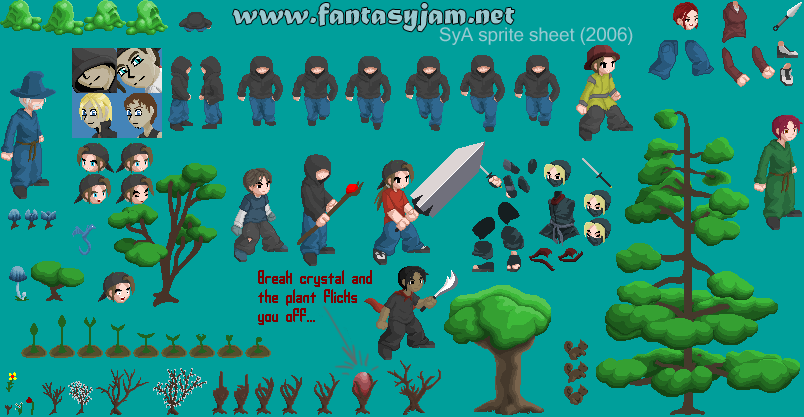 www.fantasyjam.net
SyA sprite sheet (2006)
Break crystal and
the plant flicks
you off...